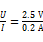 U/I = 2.5 V/0.2 A